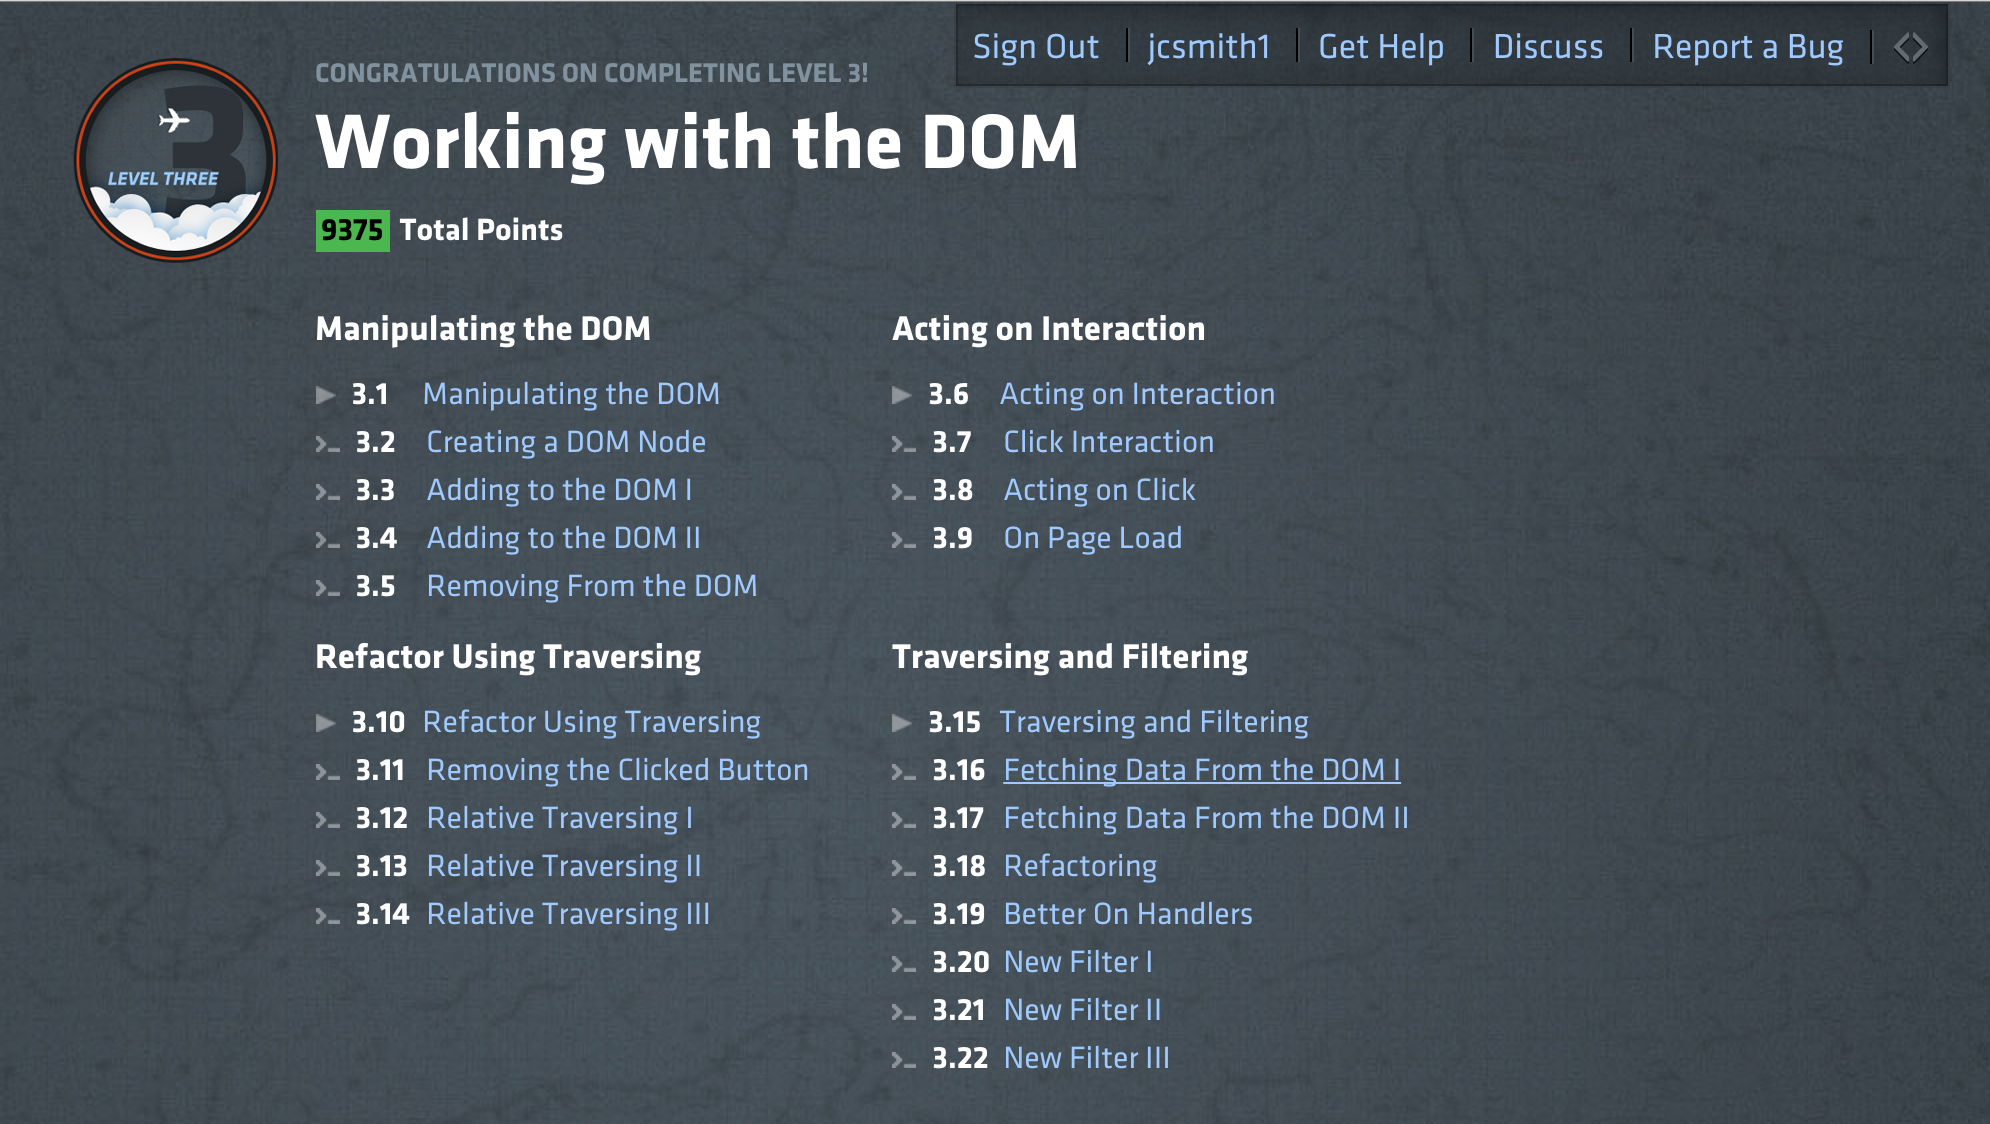 Sign Out
jcsmith1
Get Help
Discuss
Report a Bug
3
LEVEL THREE
CONGRATULATIONS ON COMPLETING LEVEL 3!
Working with the DOM
9375 Total Points
Manipulating the DOM
3.1 Manipulating the DOM
3.2 Creating a DOM Node
3.3 Adding to the DOM I
3.4 Adding to the DOM II
3.5 Removing From the DOM
Acting on Interaction
3.6 Acting on Interaction
3.7 Click Interaction
3.8 Acting on Click
3.9 On Page Load
Refactor Using Traversing
3.10 Refactor Using Traversing
3.11 Removing the Clicked Button
3.12 Relative Traversing I
3.13 Relative Traversing II
3.14 Relative Traversing III
Traversing and Filtering
3.15 Traversing and Filtering
3.16 Fetching Data From the DOM I
3.17 Fetching Data From the DOM II
3.18 Refactoring
3.19 Better On Handlers
3.20 New Filter I
3.21 New Filter II
3.22 New Filter III